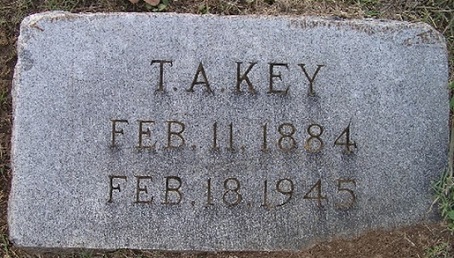 T. A. KEY
FEB. 11. 1884
FEB. 18. 1945